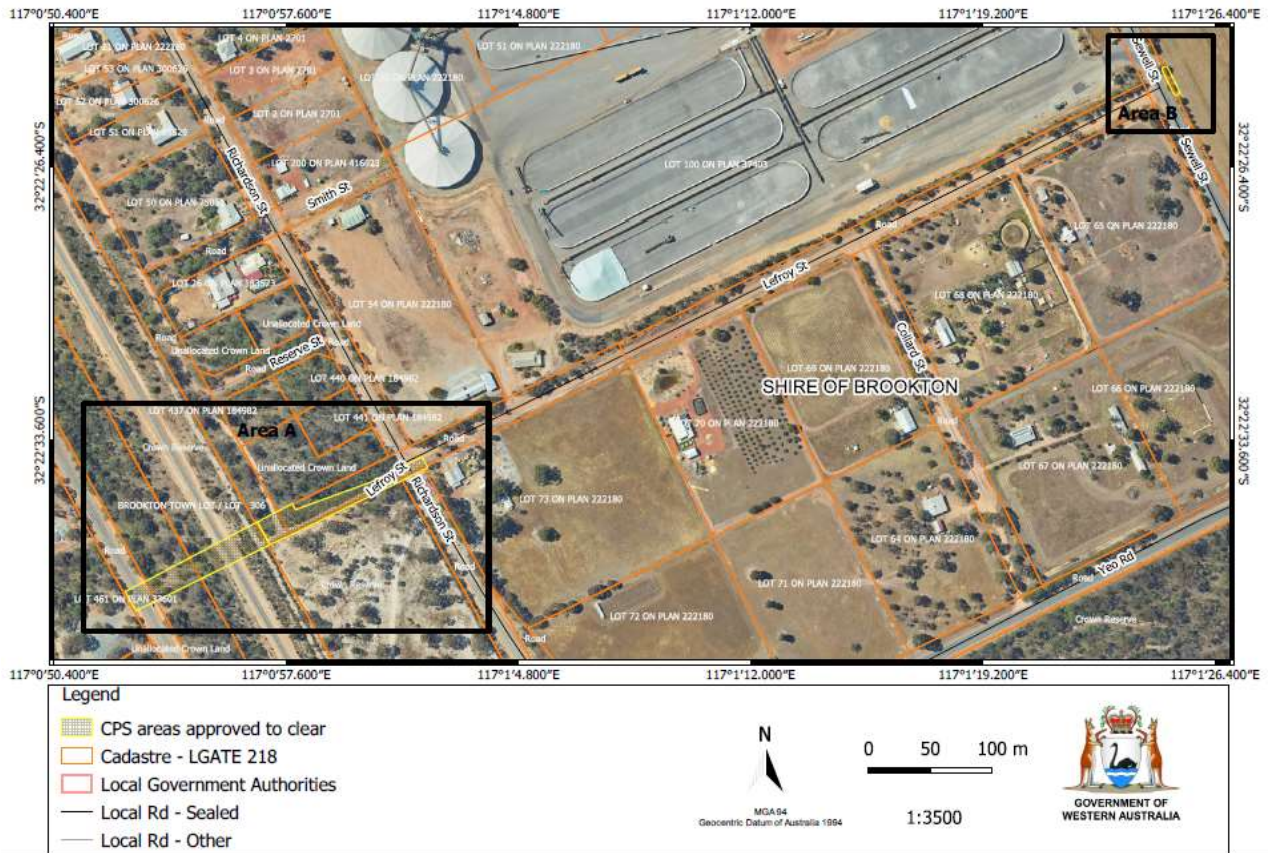 117°0'50.400"E 117°0'57.600"E 117°1'4.800"E 117°1'12.000"E 117°1'19.200"E 117°1'26.400"E
Road
LOT 4 ON PLAN 2701
LOT 51 ON PLAN 222180
Sewell St
LOT 53 ON PLAN 300626
LOT 3 ON PLAN 2701
LOT 52 ON PLAN 300626
Area B
LOT 2 ON PLAN 2701
Road
32°22'26.400"S
32°22'26.400"S
Richardson St
LOT 200 ON PLAN 416923
LOT 100 ON PLAN 37403
Sewell St
Smith St
Road
Road
LOT 65 ON PLAN 222180
Lefroy St
LOT 54 ON PLAN 222180
LOT 68 ON PLAN 222180
Unallocated Crown Land
Road
Unallocated Crown Land
Road
Reserve St
Road
Collard St
LOT 69 ON PLAN 222180
LOT 440 ON PLAN 184982
SHIRE OF BROOKTON
LOT 66 ON PLAN 222180
32°22'33.600"S
32°22'33.600"S
LOT 437 ON PLAN 184982
LOT 441 ON PLAN 184982
Area A
LOT 70 ON PLAN 222180
Road
Road
Crown Reserve
Unallocated Crown Land
Lefroy St
LOT 67 ON PLAN 222180
Richardson St
LOT 73 ON PLAN 222180
BROOKTON TOWN LOT / LOT 306
LOT 64 ON PLAN 222180
Road
Yeo Rd
Road
Road
Crown Reserve
LOT 71 ON PLAN 222180
LOT 461 ON PLAN 33601
LOT 72 ON PLAN 222180
Crown Reserve
Road
Unallocated Crown Land
117°0'50.400"E 117°0'57.600"E 117°1'4.800"E 117°1'12.000"E 117°1'19.200"E 117°1'26.400"E
Legend
CPS areas approved to clear
Cadastre - LGATE 218
Local Government Authorities
Local Rd - Sealed
Local Rd - Other
N
MGA94
Geocentric Datum of Australia 1994
0 50 100 m
1:3500
GOVERNMENT OF
WESTERN AUSTRALIA